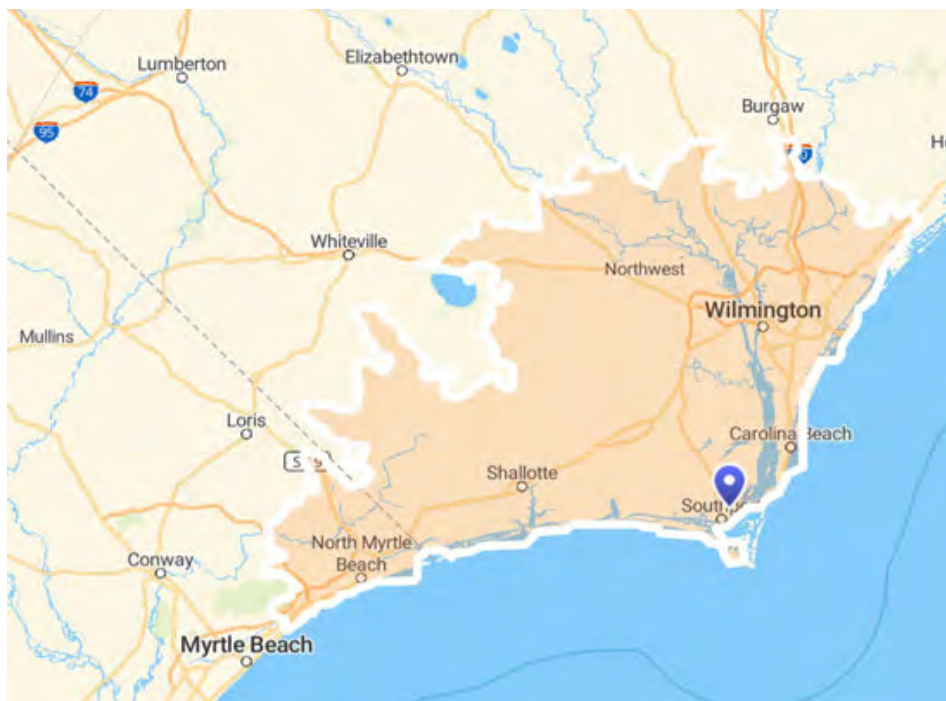 Lumberton
Elizabethtown
74
Burgaw
95
Whiteville
Northwest
Wilmington
Mullins
Loris
Carolina Beach
Shallotte
North Myrtle
Beach
Conway
Myrtle Beach